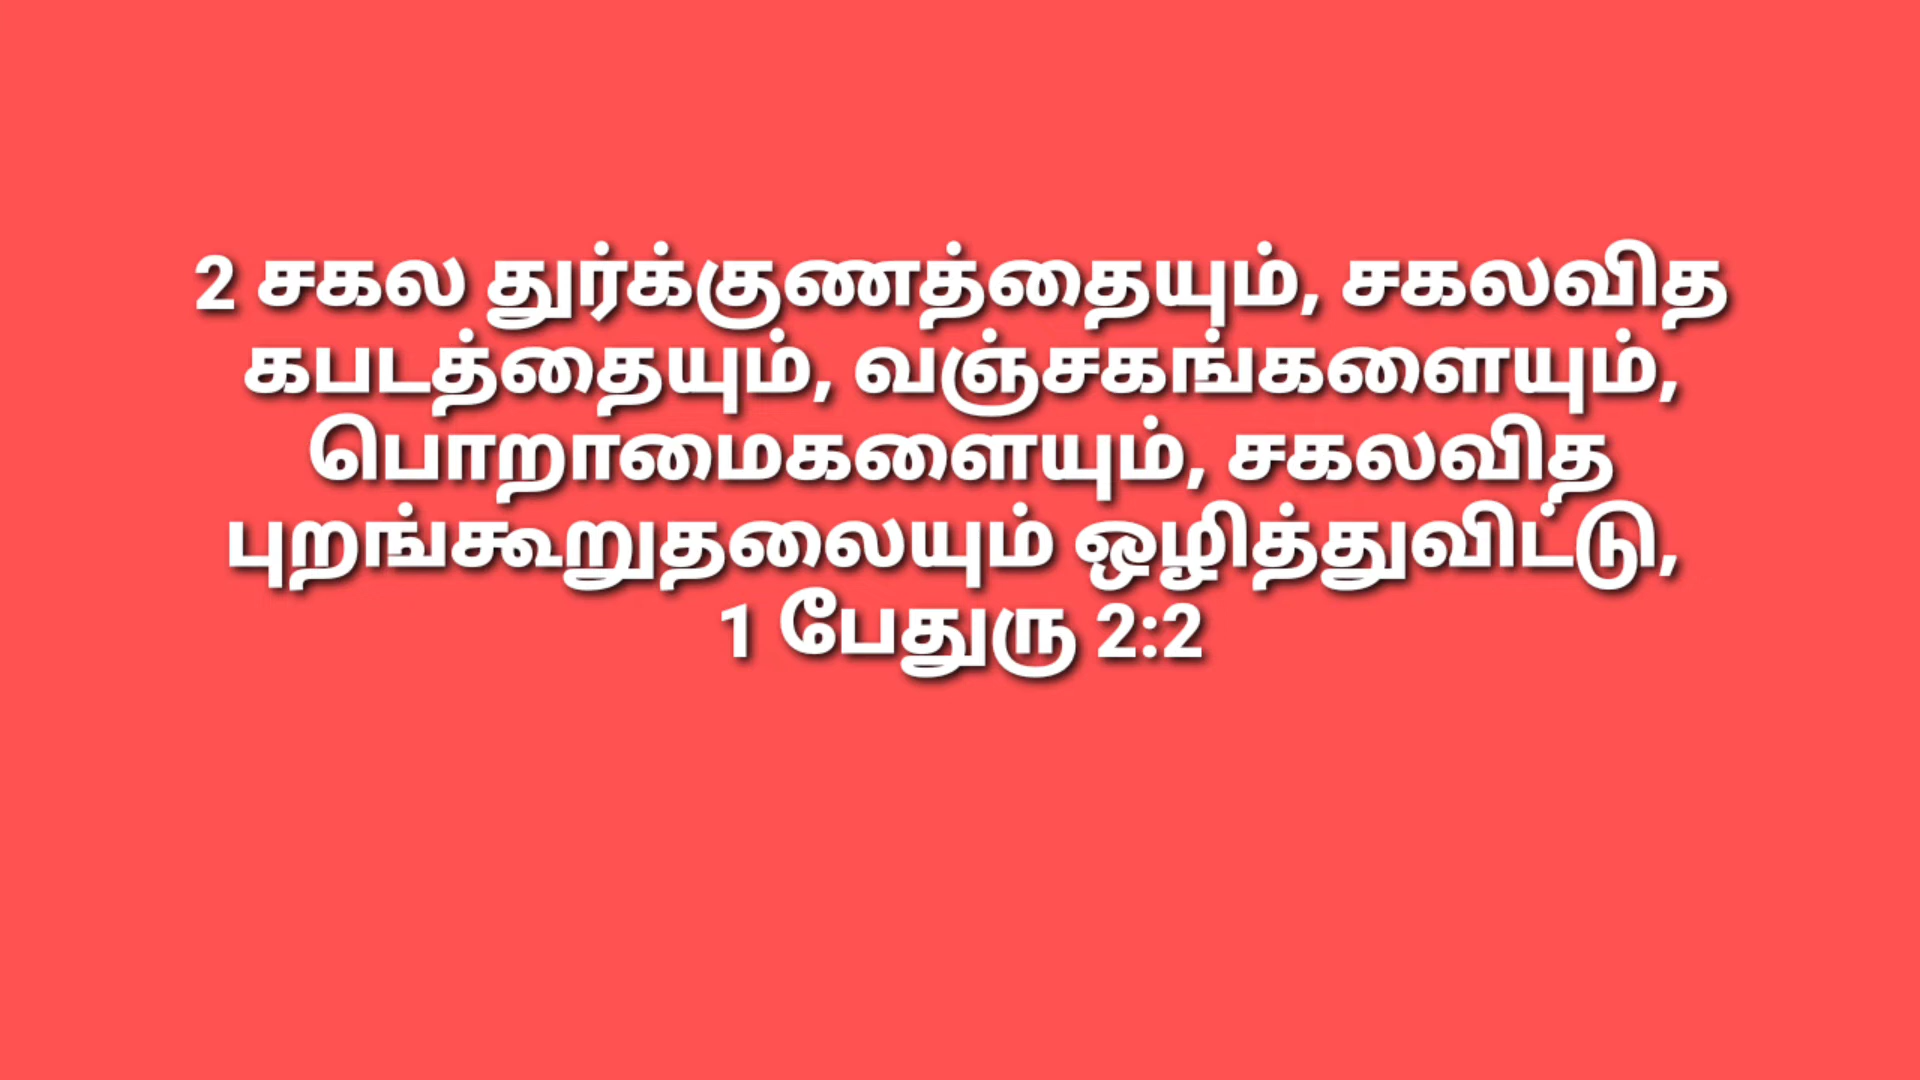 2 சகல துர்க்குணத்தையும், சகலவித
கபடத்தையும், வஞ்சகங்களையும்,
பொறாமைகளையும், சகலவித
புறங்கூறுதலையும் ஒழித்துவிட்டு,
1 பேதுரு 2:2